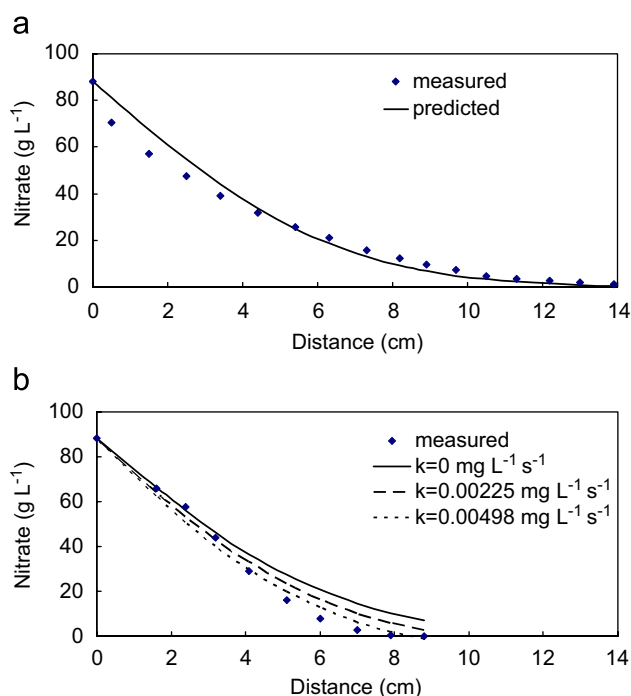 a
100
80
60
40
20
0
Nitrate (g L⁻¹)
measured
predicted
0 2 4 6 8 10 12 14
Distance (cm)
b
100
80
60
40
20
0
Nitrate (g L⁻¹)
measured
k=0 mg L⁻¹ s⁻¹
k=0.00225 mg L⁻¹ s⁻¹
k=0.00498 mg L⁻¹ s⁻¹
0 2 4 6 8 10 12 14
Distance (cm)